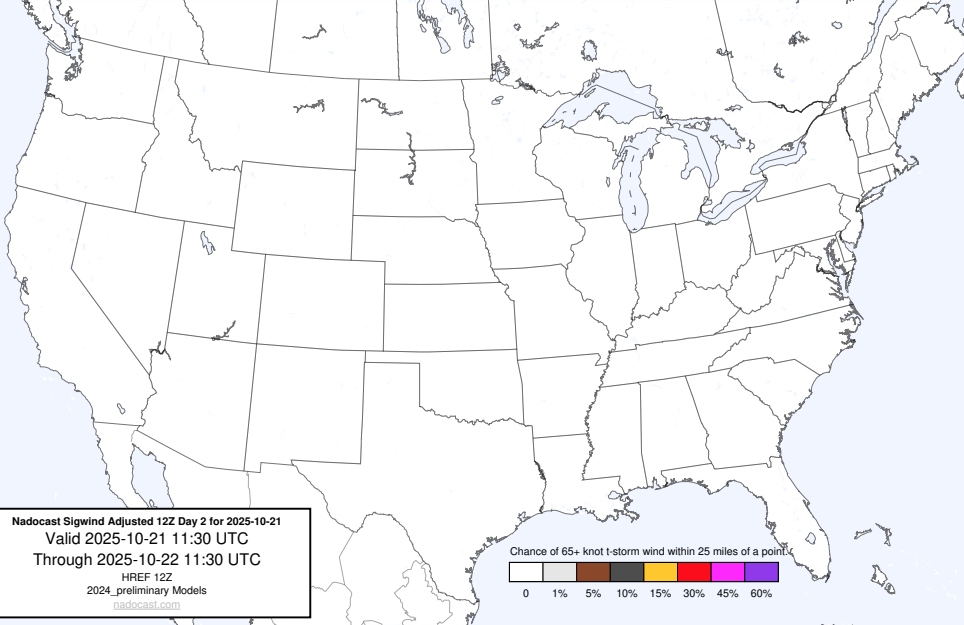 Nadocast Sigwind Adjusted 12Z Day 2 for 2025-10-21
Valid 2025-10-21 11:30 UTC
Through 2025-10-22 11:30 UTC
HREF 12Z
2024_preliminary Models
nadocast.com
Chance of 65+ knot t-storm wind within 25 miles of a point.
0 1% 5% 10% 15% 30% 45% 60%